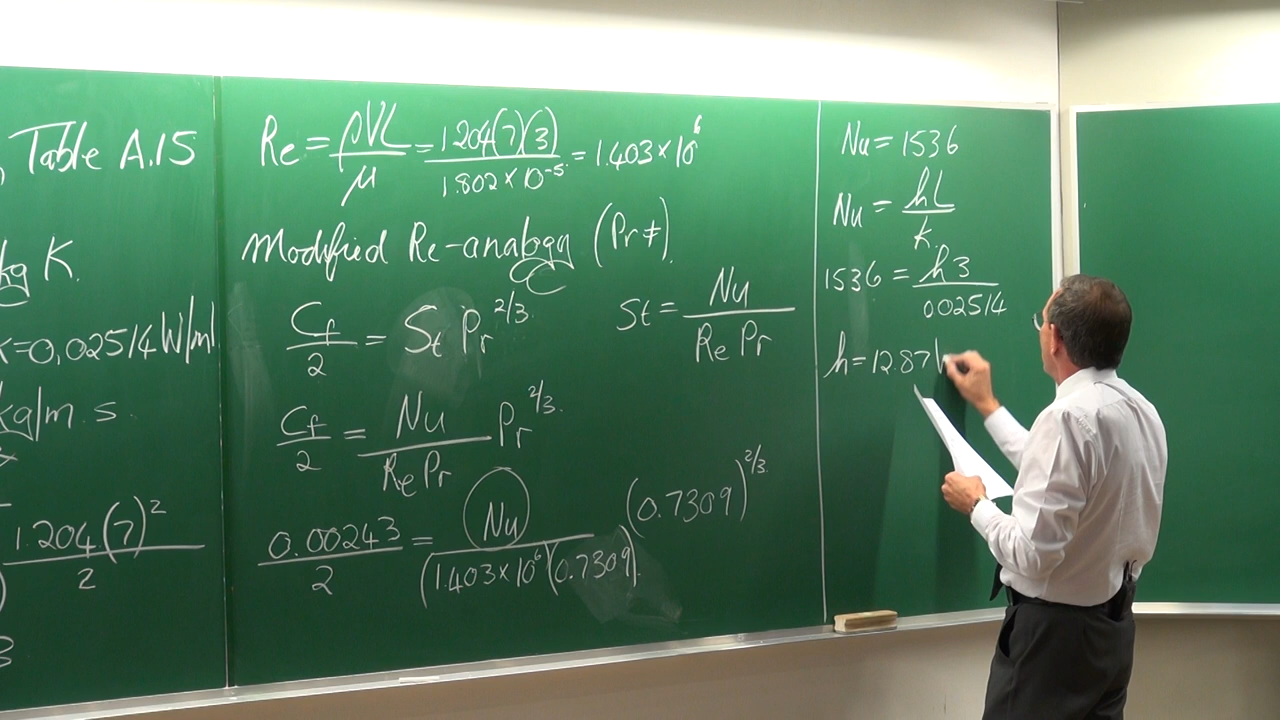 , Table A.15
kg K.
K=0,02514 W/m
kg/m.s.
1.204(7)²
2
3
Re = ρVL/μ = 1.204(7)(3)/1.802×10⁻⁵ = 1.403×10⁶
Modified Re-analogy (Pr≠).
Cf/2 = St Pr^2/3.
St = Nu/Re Pr
Cf/2 = Nu/Re Pr Pr^2/3.
0.00243/2 = Nu/(1.403×10⁶)(0.7309). (0.7309)^2/3.
Nu = 1536
Nu = hL/K.
1536 = h3/0.02514
h=12.87